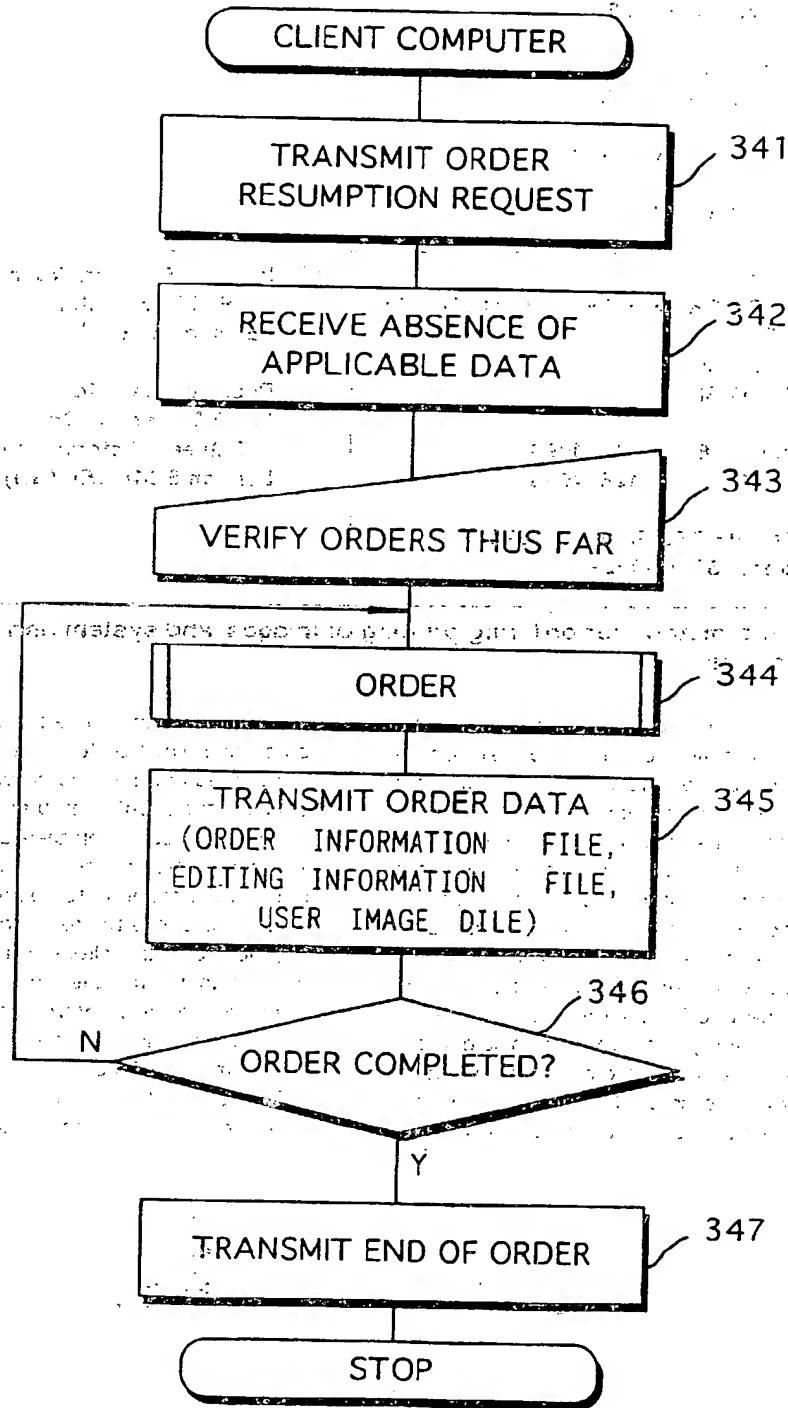 CLIENT COMPUTER
TRANSMIT ORDER
RESUMPTION REQUEST
341
RECEIVE ABSENCE OF
APPLICABLE DATA
342
VERIFY ORDERS THUS FAR
343
ORDER
344
TRANSMIT ORDER DATA
(ORDER INFORMATION FILE,
EDITING INFORMATION FILE,
USER IMAGE DILE)
345
346
N
ORDER COMPLETED?
Y
TRANSMIT END OF ORDER
347
STOP